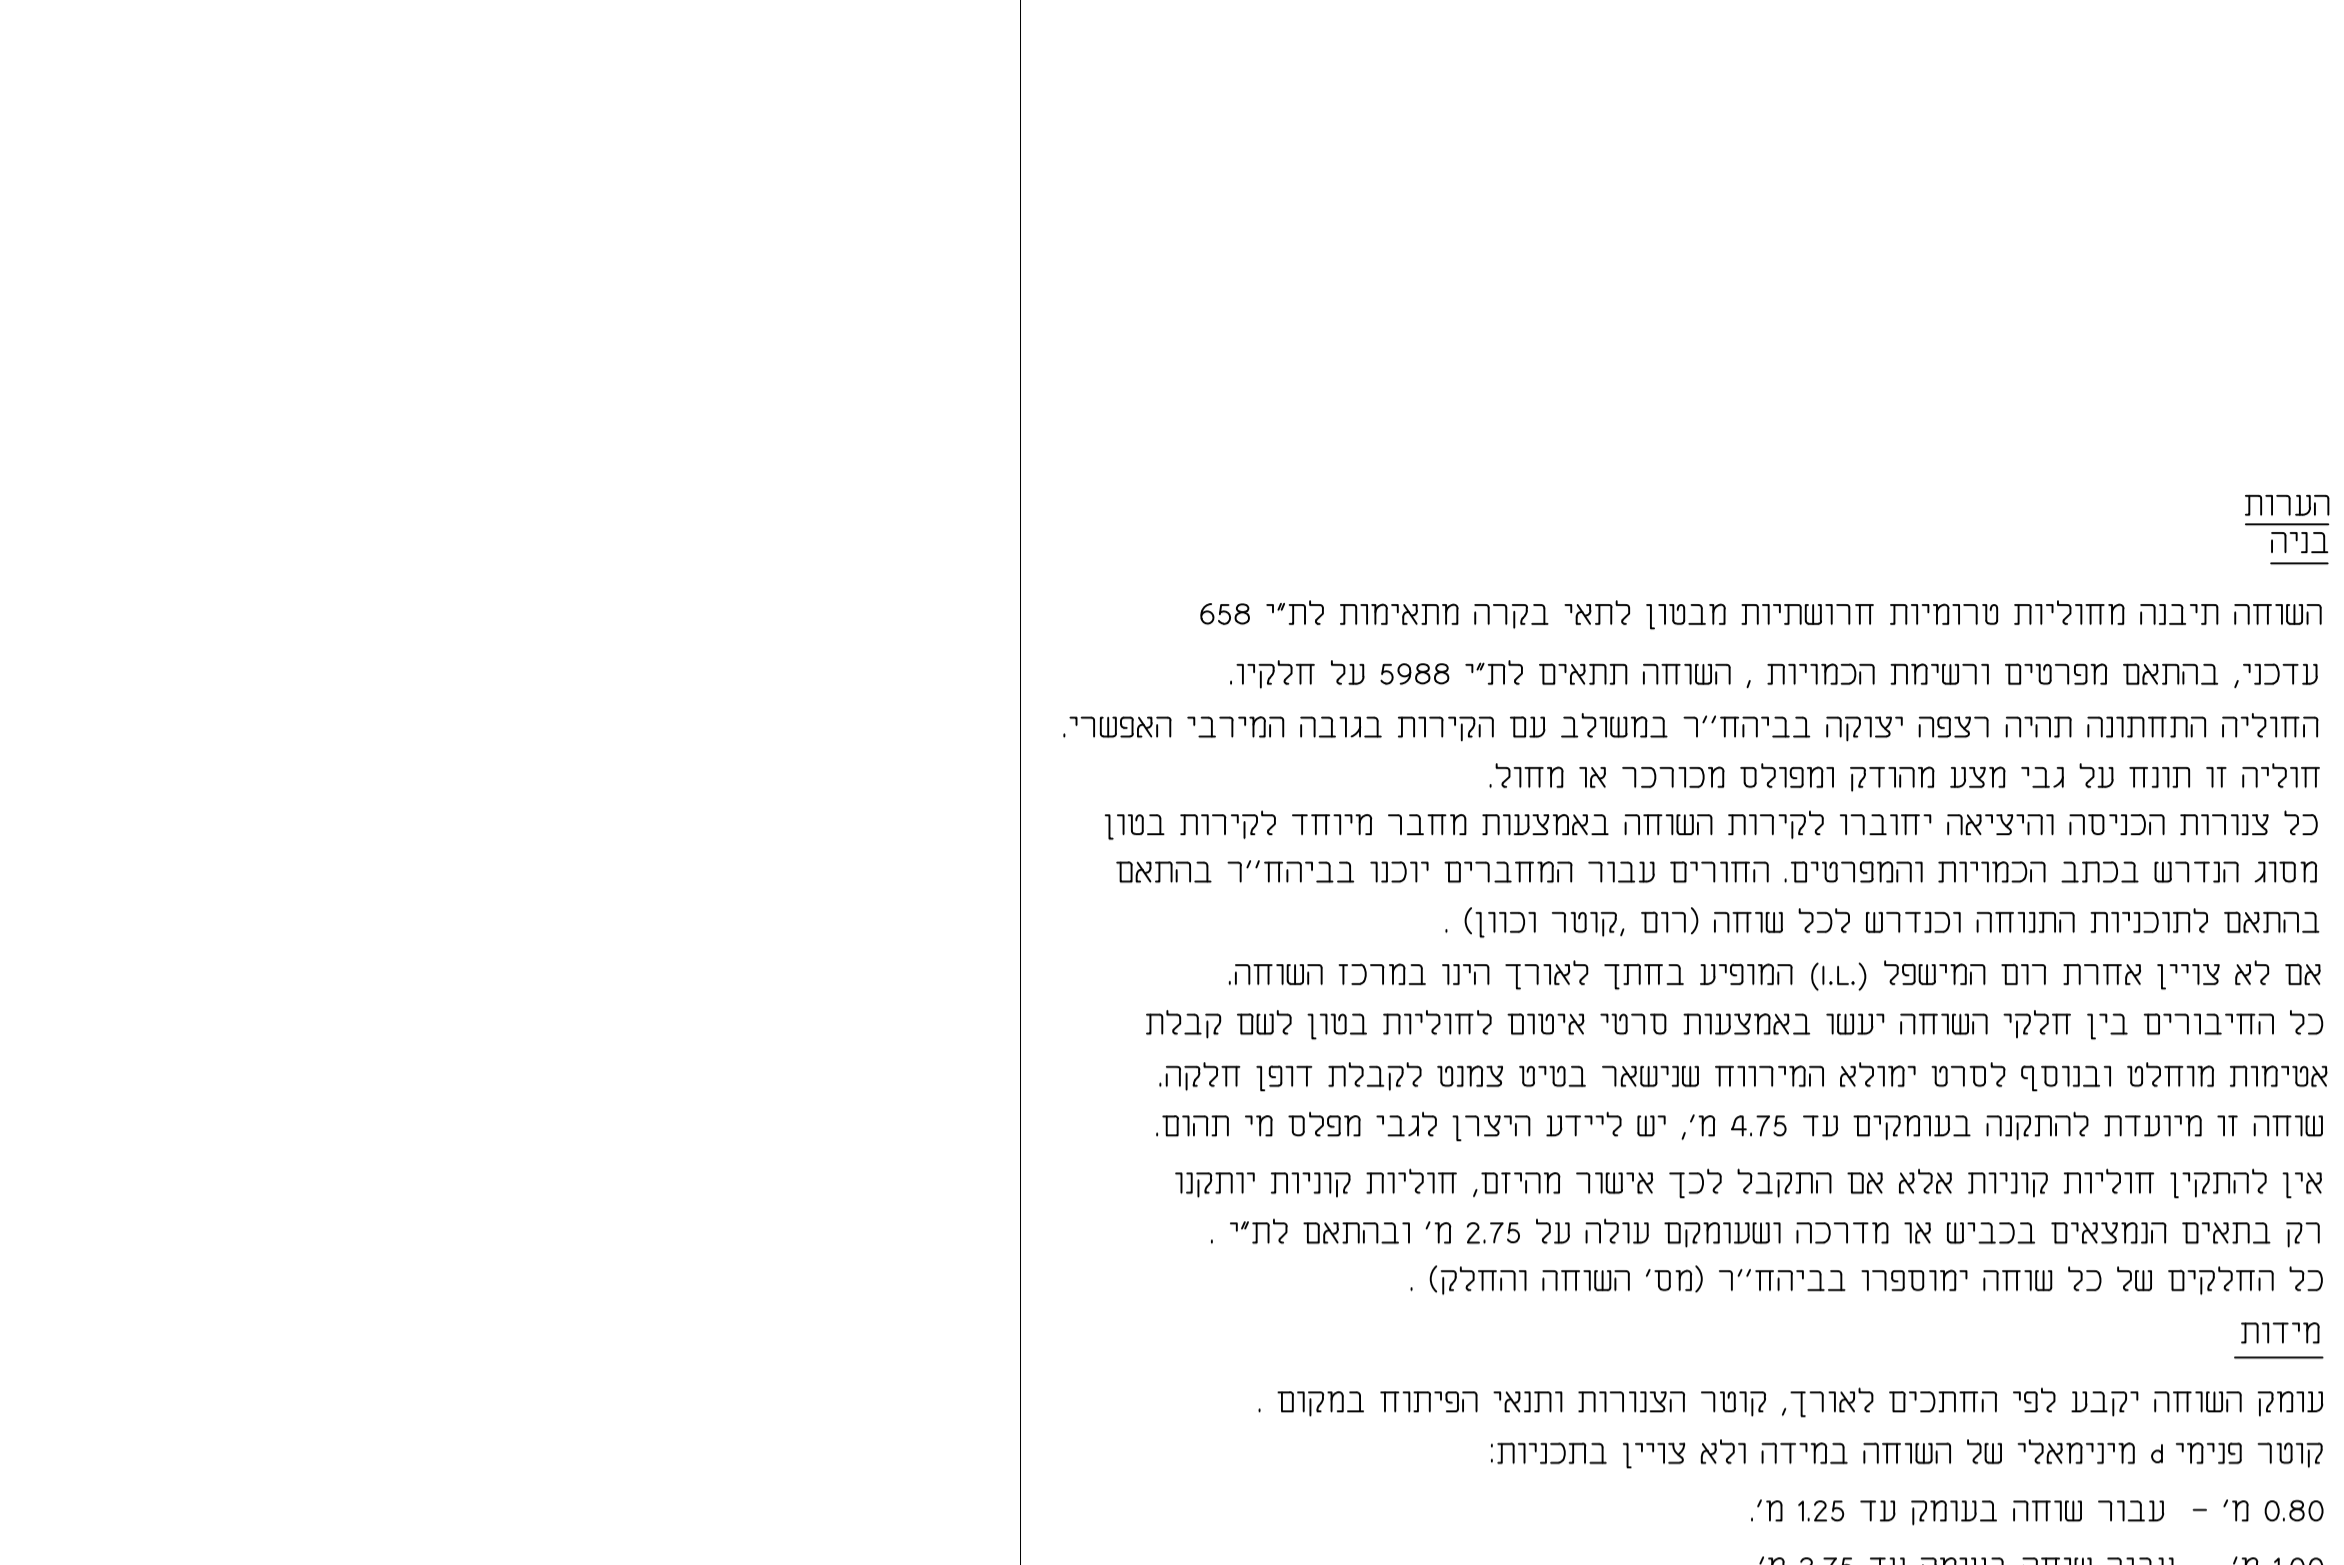 הערות
בניה
השוחה תיבנה מחוליות טרומיות חרושתיות מבטון לתאי בקרה מתאימות לת"י 658
עדכני, בהתאם מפרטים ורשימת הכמויות , השוחה תתאים לת"י 5988 על חלקיו.
החוליה התחתונה תהיה רצפה יצוקה בביהח''ר במשולב עם הקירות בגובה המירבי האפשרי.
חוליה זו תונח על גבי מצע מהודק ומפולס מכורכר או מחול.
כל צנורות הכניסה והיציאה יחוברו לקירות השוחה באמצעות מחבר מיוחד לקירות בטון
מסוג הנדרש בכתב הכמויות והמפרטים. החורים עבור המחברים יוכנו בביהח''ר בהתאם
בהתאם לתוכניות התנוחה וכנדרש לכל שוחה (רום ,קוטר וכוון) .
אם לא צויין אחרת רום המישפל (I.L.) המופיע בחתך לאורך הינו במרכז השוחה.
כל החיבורים בין חלקי השוחה יעשו באמצעות סרטי איטום לחוליות בטון לשם קבלת
אטימות מוחלט ובנוסף לסרט ימולא המירווח שנישאר בטיט צמנט לקבלת דופן חלקה.
שוחה זו מיועדת להתקנה בעומקים עד 4.75 מ', יש ליידע היצרן לגבי מפלס מי תהום.
אין להתקין חוליות קוניות אלא אם התקבל לכך אישור מהיזם, חוליות קוניות יותקנו
רק בתאים הנמצאים בכביש או מדרכה ושעומקם עולה על 2.75 מ' ובהתאם לת"י .
כל החלקים של כל שוחה ימוספרו בביהח''ר (מס' השוחה והחלק) .
מידות
עומק השוחה יקבע לפי החתכים לאורך, קוטר הצנורות ותנאי הפיתוח במקום .
קוטר פנימי d מינימאלי של השוחה במידה ולא צויין בתכניות:
0.80 מ' - עבור שוחה בעומק עד 1.25 מ'.